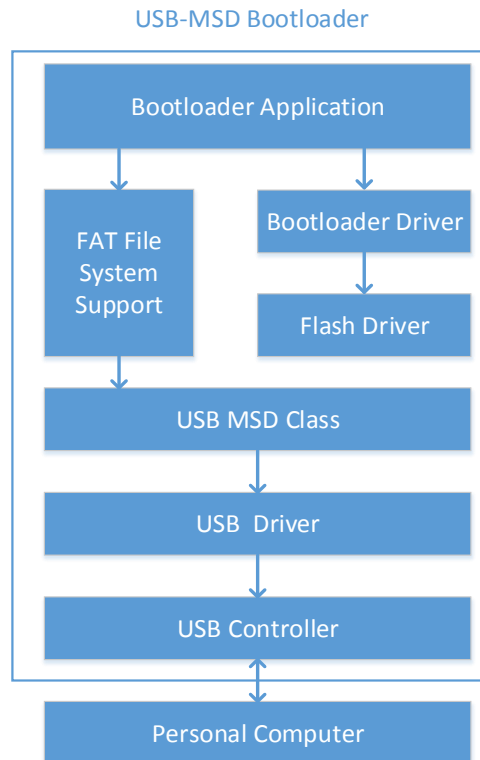 USB-MSD Bootloader
Bootloader Application
FAT File
System
Support
Bootloader Driver
Flash Driver
USB MSD Class
USB Driver
USB Controller
Personal Computer